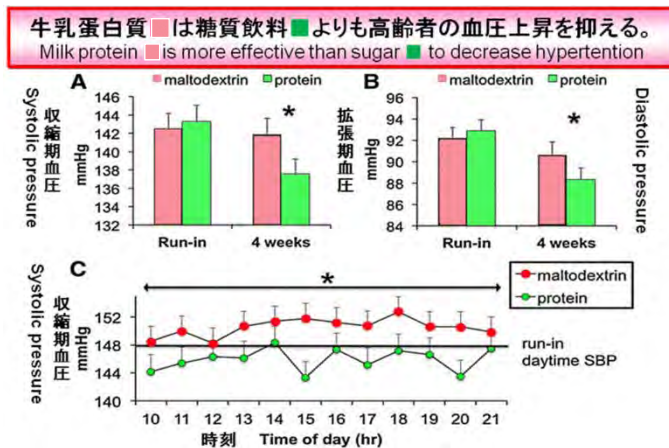 牛乳蛋白質 は糖質飲料 よりも高齢者の血圧上昇を抑える。
Milk protein is more effective than sugar to decrease hypertention
A
maltodextrin protein
Systolic pressure
収縮期血圧
mmHg
146
144
142
140
138
136
134
132
*
Run-in 4 weeks
B
maltodextrin protein
拡張期血圧
mmHg
Diastolic pressure
96
94
92
90
88
86
84
*
Run-in 4 weeks
C
*
Systolic pressure
収縮期血圧
mmHg
152
148
144
140
maltodextrin
protein
run-in
daytime SBP
10 11 12 13 14 15 16 17 18 19 20 21
時刻 Time of day (hr)